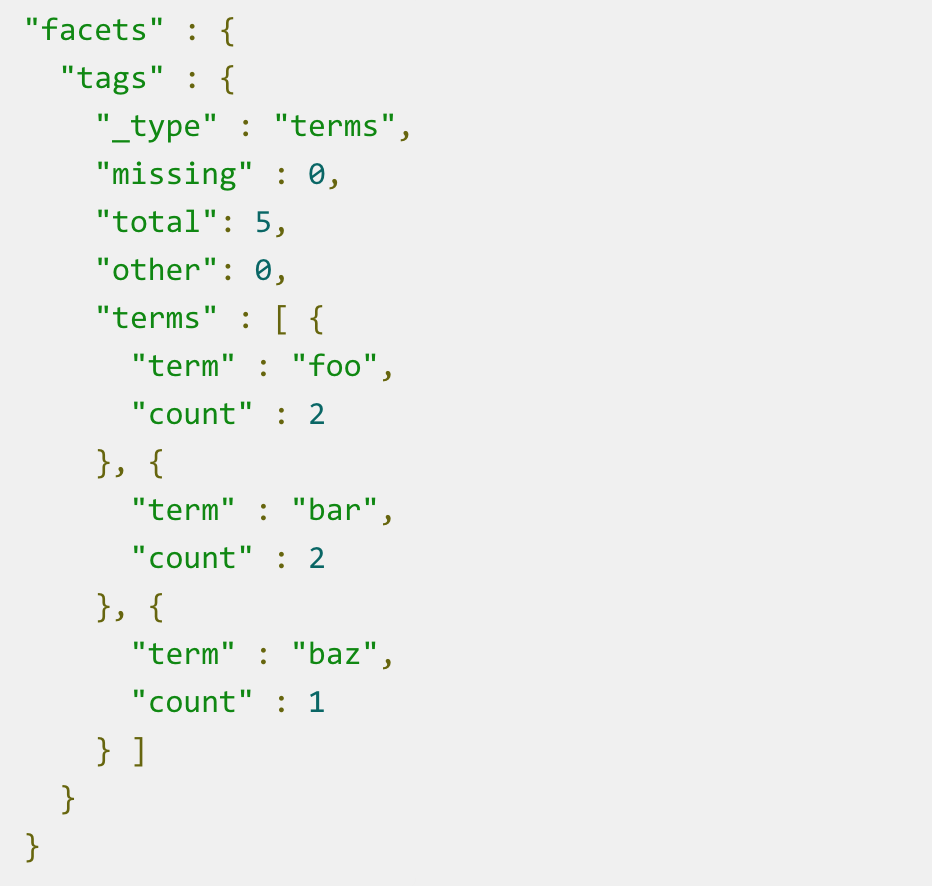 "facets" : {
  "tags" : {
    "_type" : "terms",
    "missing" : 0,
    "total": 5,
    "other": 0,
    "terms" : [ {
      "term" : "foo",
      "count" : 2
    }, {
      "term" : "bar",
      "count" : 2
    }, {
      "term" : "baz",
      "count" : 1
    } ]
  }
}